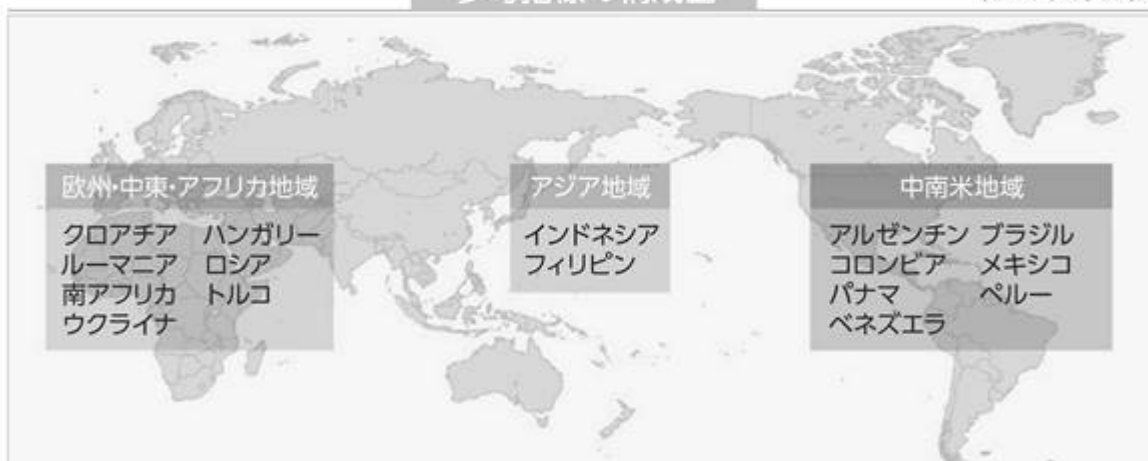 欧州・中東・アフリカ地域
クロアチア ハンガリー
ルーマニア ロシア
南アフリカ トルコ
ウクライナ
アジア地域
インドネシア
フィリピン
中南米地域
アルゼンチン ブラジル
コロンビア メキシコ
パナマ ペルー
ベネズエラ